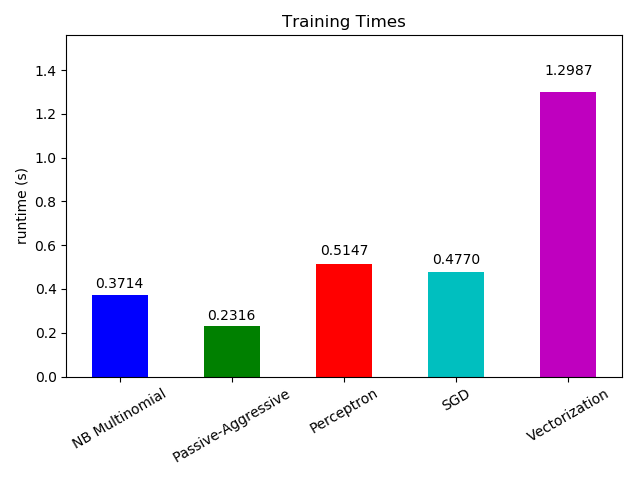 Training Times
runtime (s)
1.4
1.2
1.0
0.8
0.6
0.4
0.2
0.0
0.3714
0.2316
0.5147
0.4770
1.2987
NB Multinomial
Passive-Aggressive
Perceptron
SGD
Vectorization